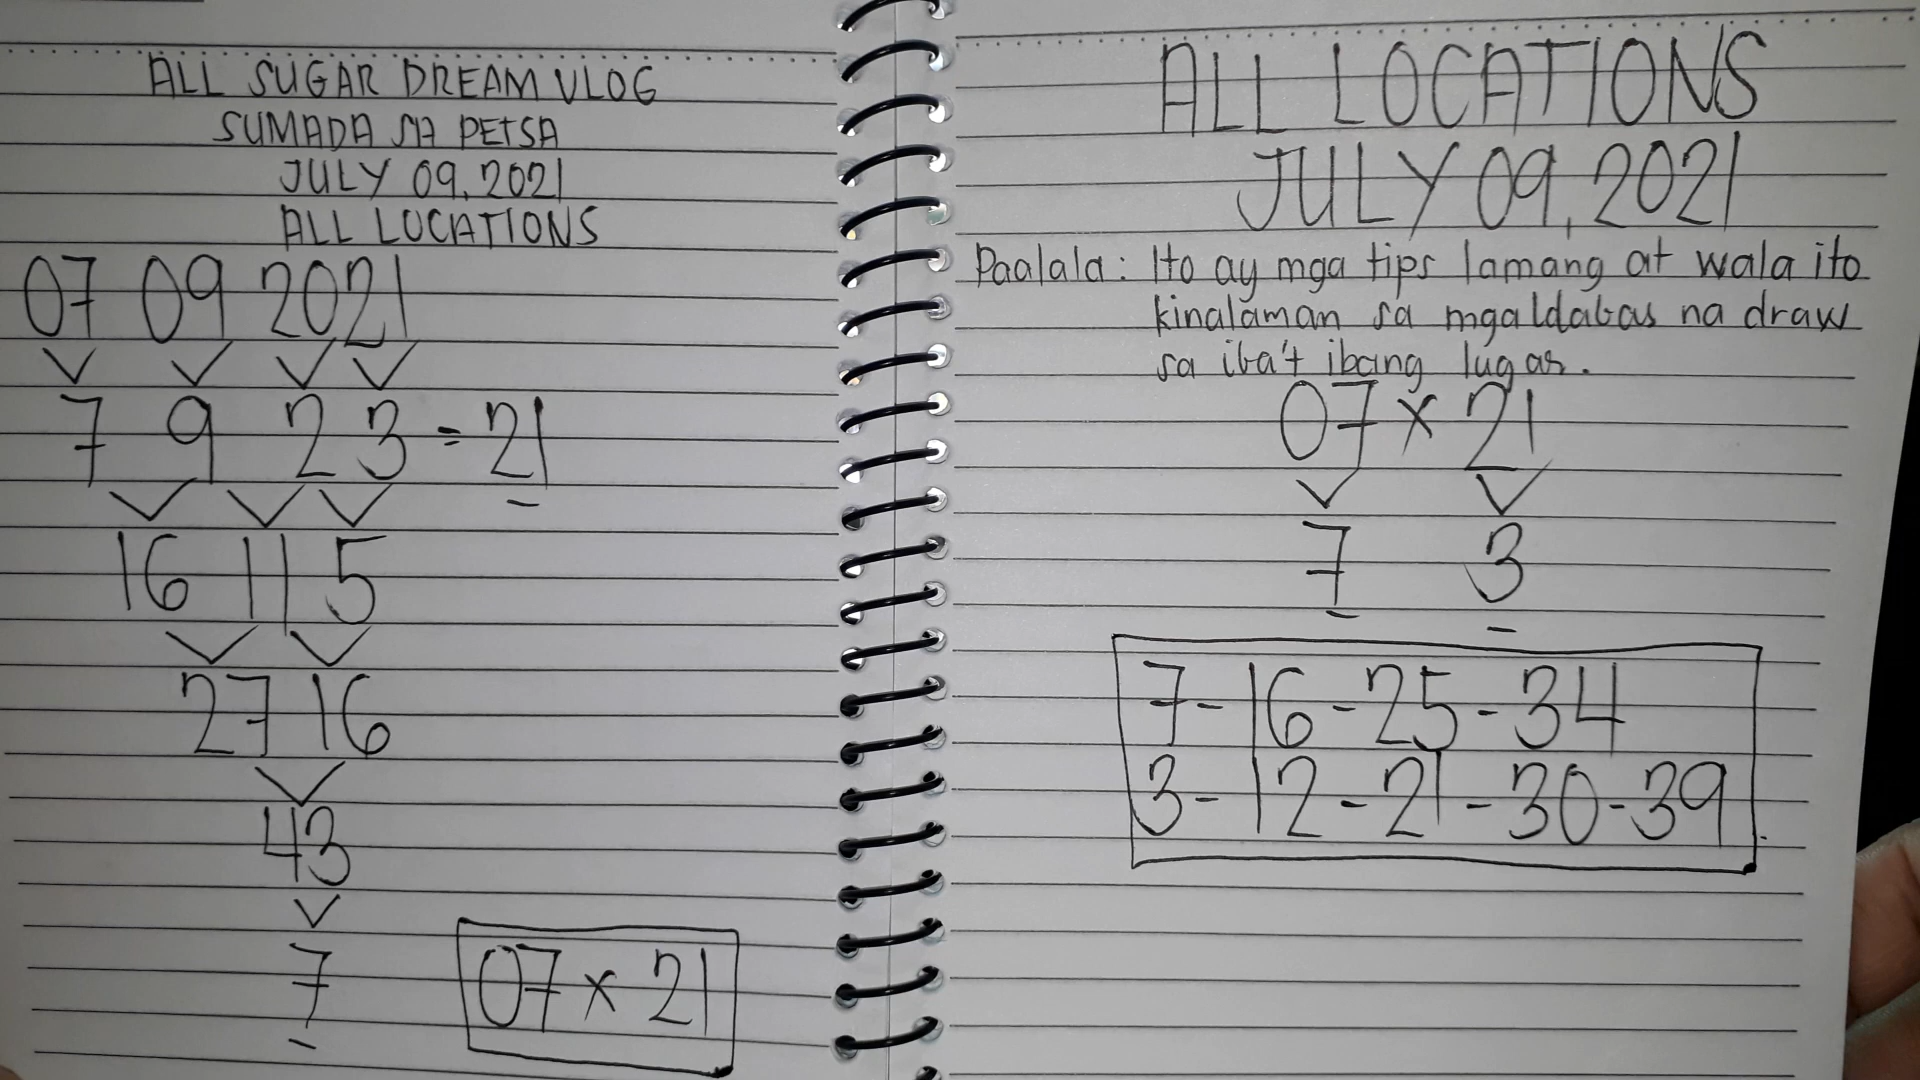 ALL SUGAR DREAM VLOG
SUMADA SA PETSA
JULY 09, 2021
ALL LOCATIONS
07 09 2021
7 9 2 3 = 21
16 11 5
27 16
43
7
07 x 21
ALL LOCATIONS
JULY 09, 2021
Paalala: Ito ay mga tips lamang at wala ito
kinalaman sa mga ldabas na draw
sa iba't ibang lugar.
07 x 21
7 3
7-16-25-34
3-12-21-30-39